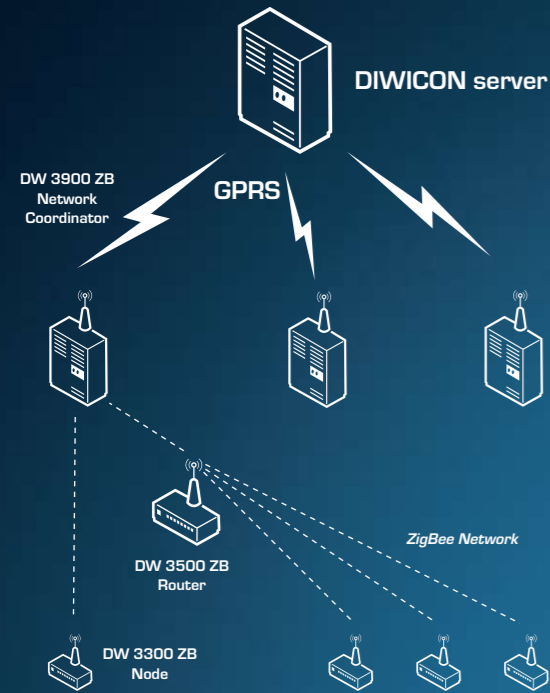 DIWICON server
DW 3900 ZB
Network
Coordinator
GPRS
ZigBee Network
DW 3500 ZB
Router
DW 3300 ZB
Node